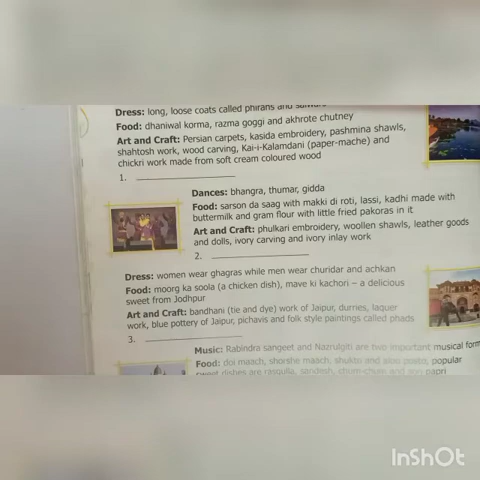 Dress: long, loose coats called phirans and salwars
Food: dhaniwal korma, razma goggi and akhrote chutney
Art and Craft: Persian carpets, kasida embroidery, pashmina shawls,
shahtosh work, wood carving, Kai-i-Kalamdani (paper-mache) and
chickri work made from soft cream coloured wood
1.
Dances: bhangra, thumar, gidda
Food: sarson da saag with makki di roti, lassi, kadhi made with
buttermilk and gram flour with little fried pakoras in it
Art and Craft: phulkari embroidery, woollen shawls, leather goods
and dolls, ivory carving and ivory inlay work
2.
Dress: women wear ghagras while men wear churidar and achkan
Food: moorg ka soola (a chicken dish), mave ki kachori – a delicious
sweet from Jodhpur
Art and Craft: bandhani (tie and dye) work of Jaipur, durries, laquer
work, blue pottery of Jaipur, pichavis and folk style paintings called phads
3.
Music: Rabindra sangeet and Nazrulgiti are two important musical form
Food: doi maach, shorshe maach, shukto and aloo posto, popular
sweet dishes are rasgulla, sandesh, and papri
InShOt